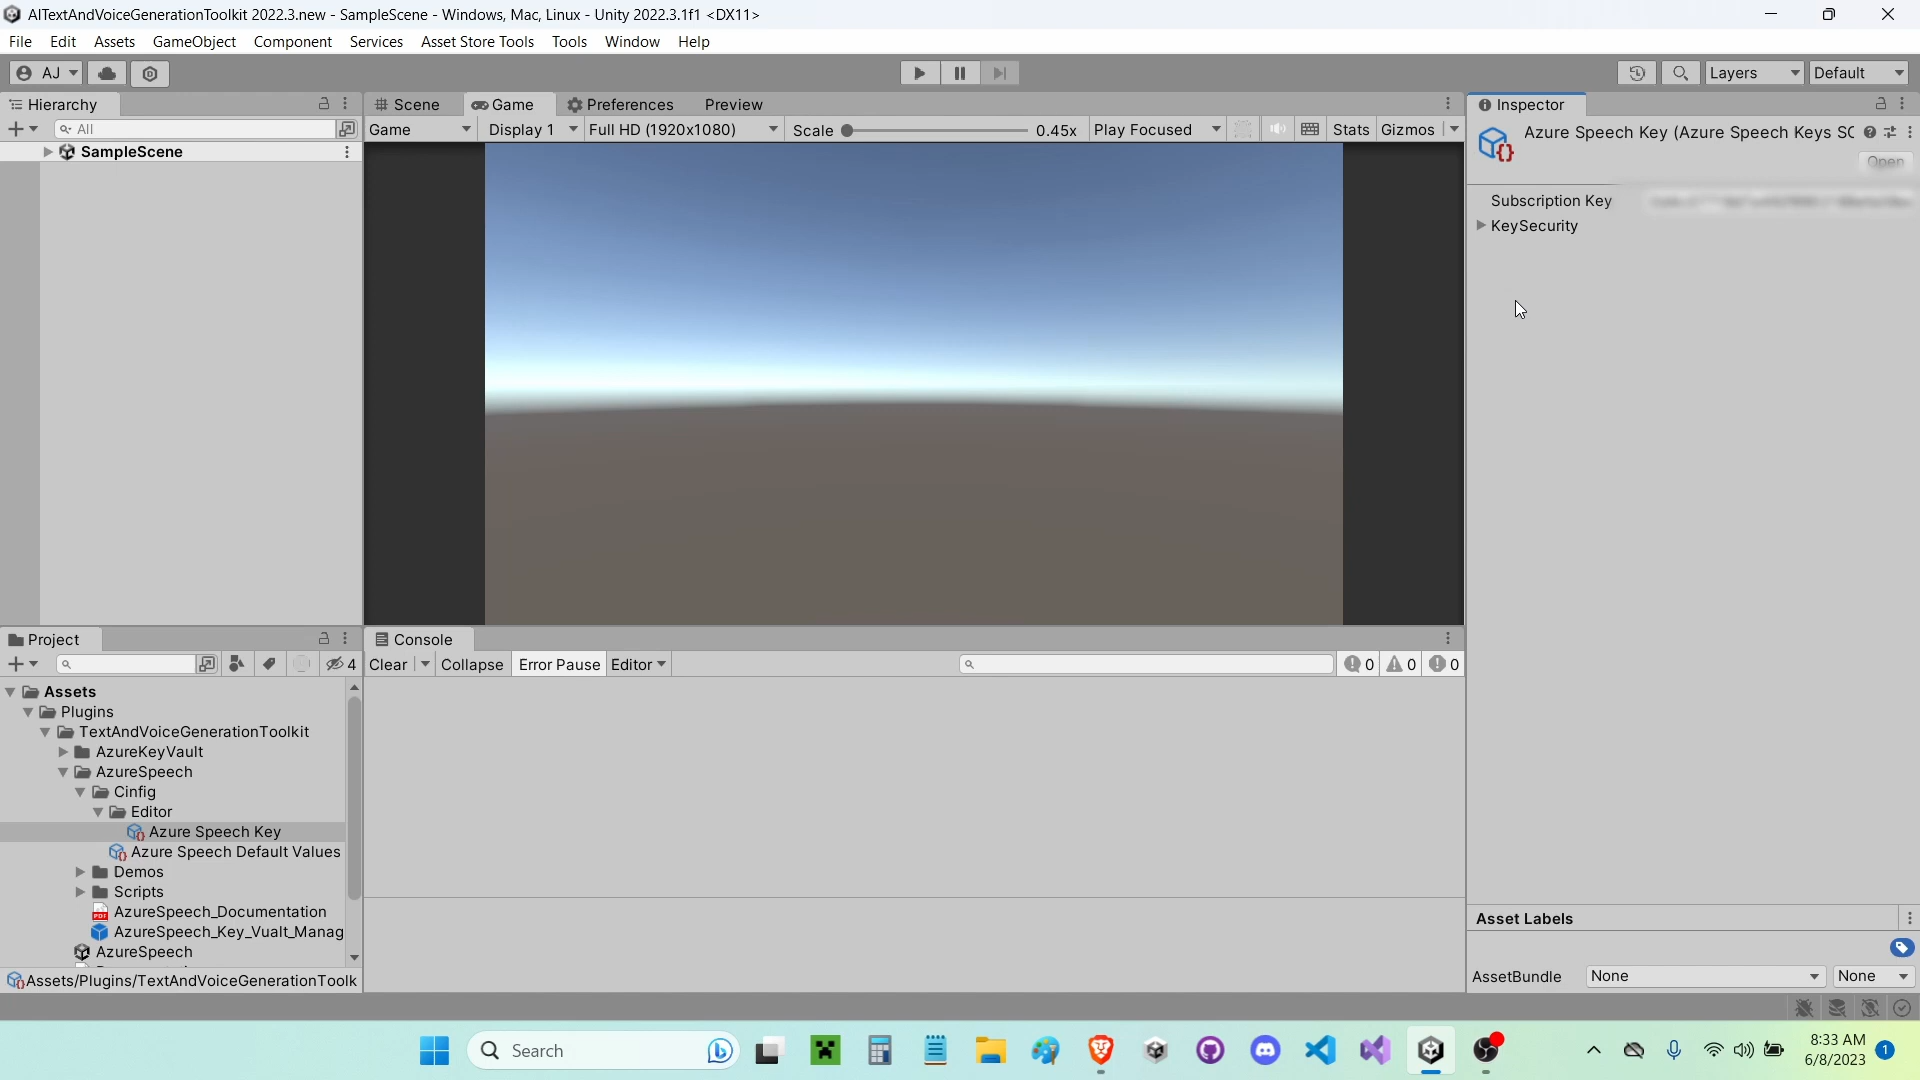 AITextAndVoiceGenerationToolkit 2022.3.new - SampleScene - Windows, Mac, Linux - Unity 2022.3.1f1 <DX11>
File Edit Assets GameObject Component Services Asset Store Tools Tools Window Help
AJ Layers Default
Hierarchy
All
SampleScene
Scene Game Preferences Preview
Game Display 1 Full HD (1920x1080) Scale 0.45x Play Focused Stats Gizmos
Inspector
Azure Speech Key (Azure Speech Keys SC
Open
Subscription Key
KeySecurity
Project
4
Assets
Plugins
TextAndVoiceGenerationToolkit
AzureKeyVault
AzureSpeech
Cinfig
Editor
Azure Speech Key
Azure Speech Default Values
Demos
Scripts
AzureSpeech_Documentation
AzureSpeech_Key_Vualt_Manag
AzureSpeech
Assets/Plugins/TextAndVoiceGenerationToolk
Console
Clear Collapse Error Pause Editor 0 0 0
Asset Labels
AssetBundle None None
Search
8:33 AM
6/8/2023
1